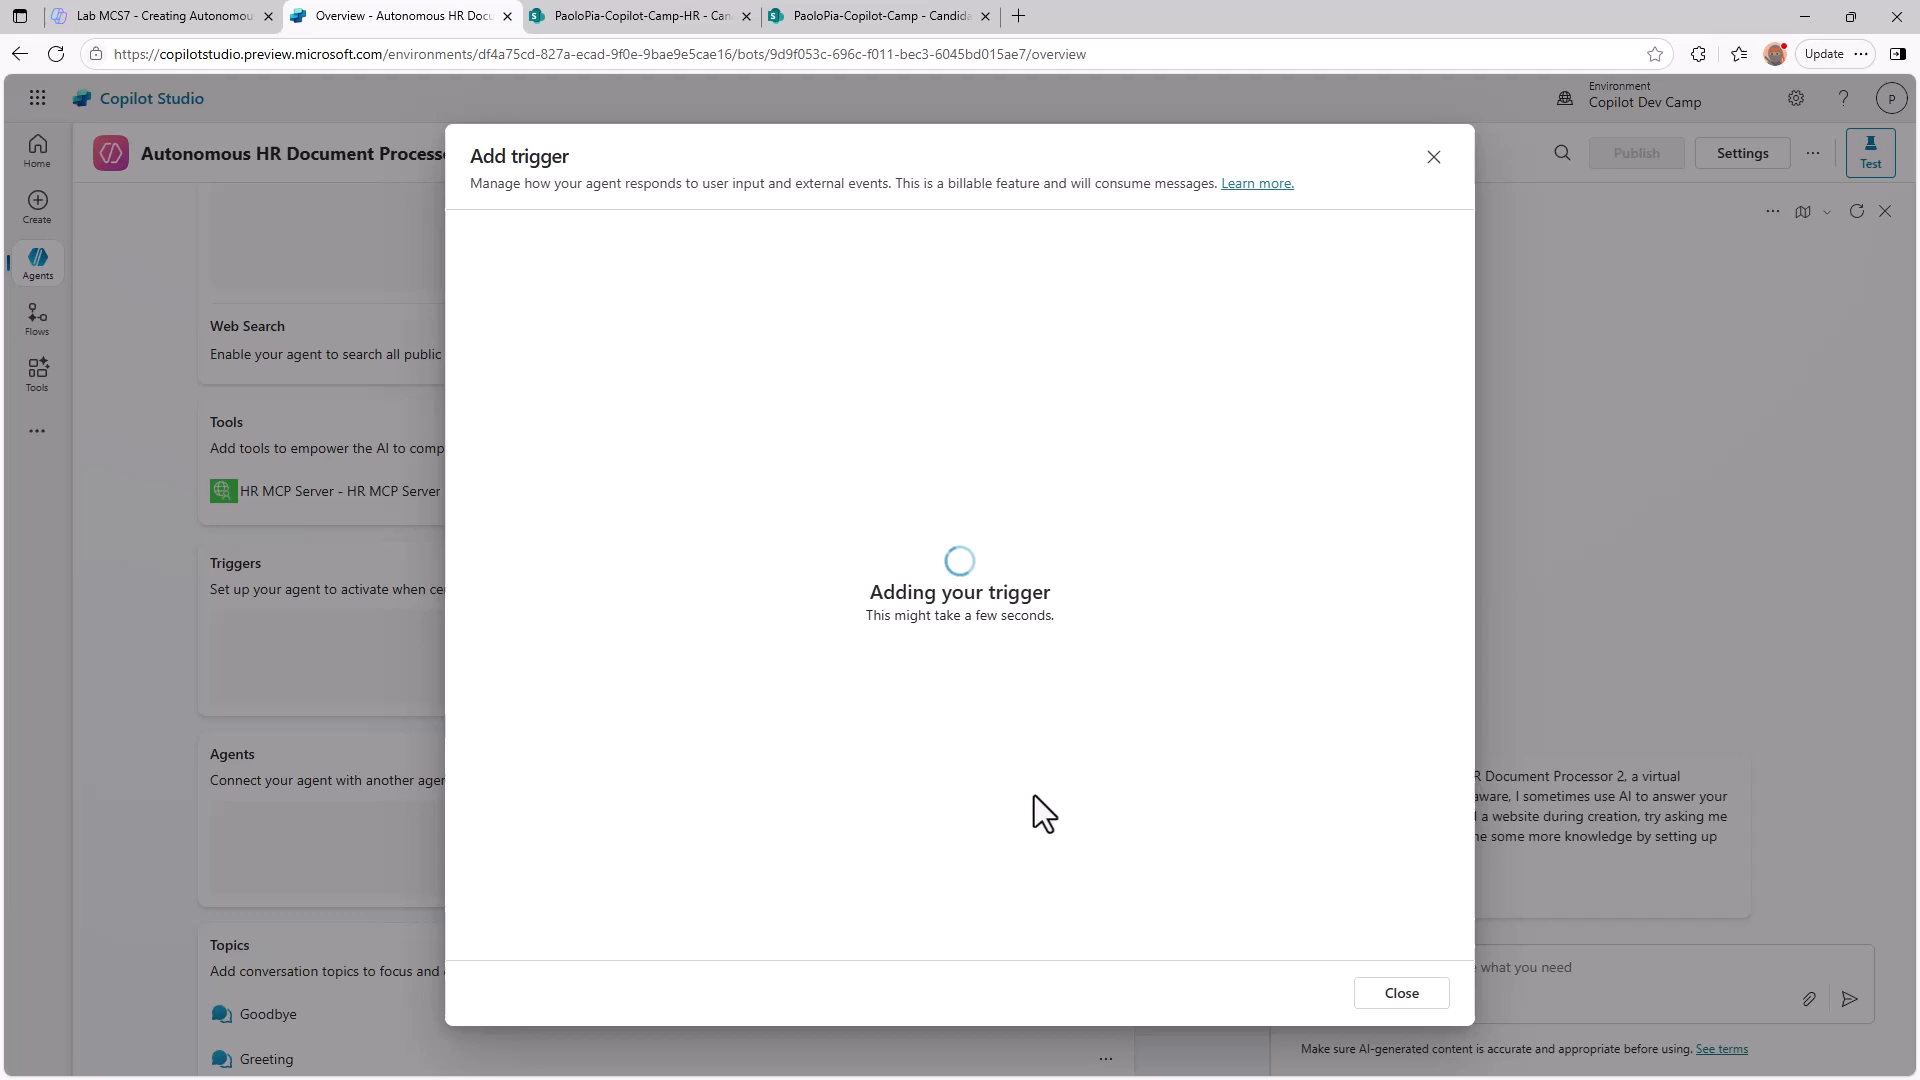 Lab MCS7 - Creating Autonomou
Overview - Autonomous HR Docu
PaoloPia-Copilot-Camp-HR - Can
PaoloPia-Copilot-Camp - Candida
https://copilotstudio.preview.microsoft.com/environments/df4a75cd-827a-ecad-9f0e-9bae9e5cae16/bots/9d9f053c-696c-f011-bec3-6045bd015ae7/overview
Update
Copilot Studio
Environment
Copilot Dev Camp
P
Home
Create
Agents
Flows
Tools
Autonomous HR Document Processo
Publish
Settings
Test
Add trigger
Manage how your agent responds to user input and external events. This is a billable feature and will consume messages. Learn more.
Web Search
Enable your agent to search all public
Tools
Add tools to empower the AI to comp
HR MCP Server - HR MCP Server
Triggers
Set up your agent to activate when ce
Adding your trigger
This might take a few seconds.
Agents
Connect your agent with another agen
Topics
Add conversation topics to focus and
Goodbye
Greeting
Close
R Document Processor 2, a virtual
aware, I sometimes use AI to answer your
a website during creation, try asking me
me some more knowledge by setting up
what you need
Make sure AI-generated content is accurate and appropriate before using. See terms